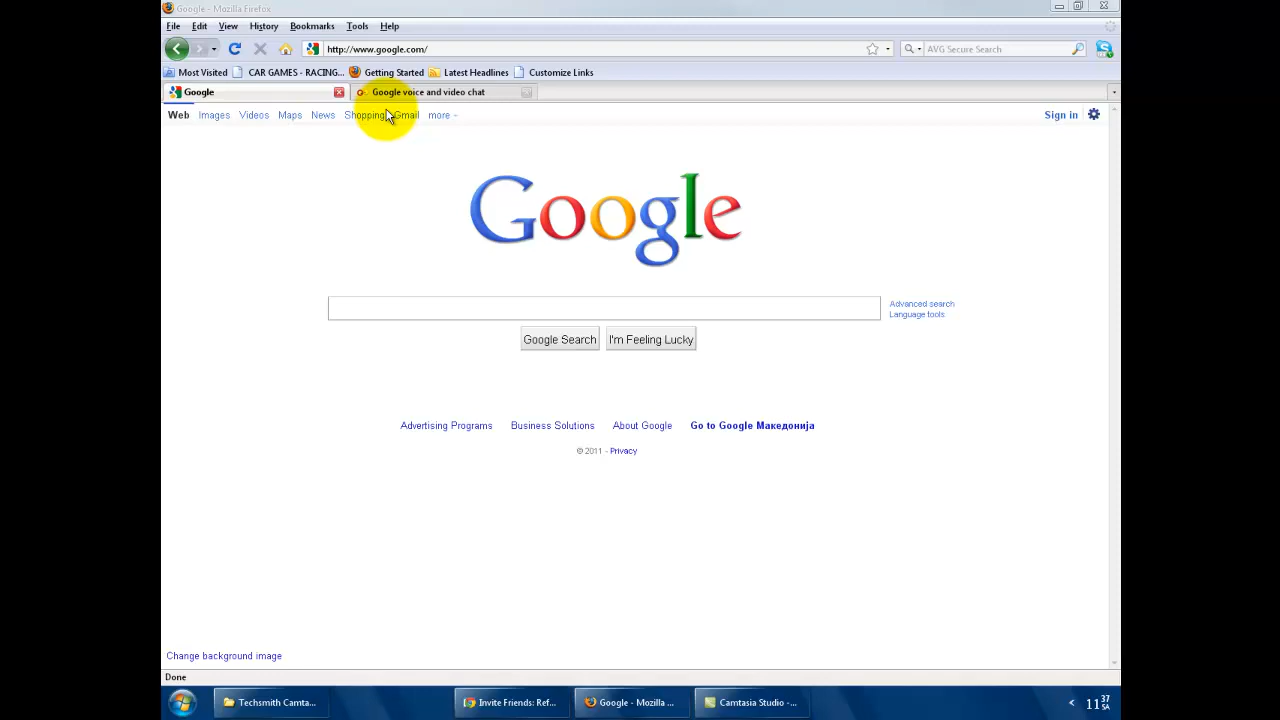 Google - Mozilla Firefox
File Edit View History Bookmarks Tools Help
http://www.google.com/ AVG Secure Search
Most Visited CAR GAMES - RACING... Getting Started Latest Headlines Customize Links
Google Google voice and video chat
Web Images Videos Maps News Shopping Gmail more Sign in
Google
Advanced search
Language tools
Google Search I'm Feeling Lucky
Advertising Programs Business Solutions About Google Go to Google Македонија
© 2011 - Privacy
Change background image
Done
Techsmith Camta... Invite Friends: Ref... Google - Mozilla ... Camtasia Studio -... 11 37 SA